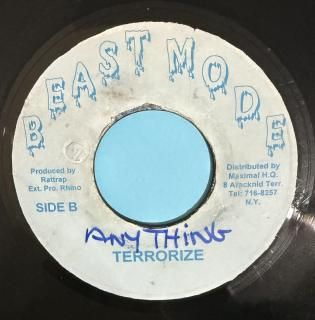 BEAST MODE
Produced by
Rattrap
Ext. Pro. Rhino
Distributed by
Maximal H.Q.
8 Aracknid Terr.
Tel: 716-8257
N.Y.
SIDE B
ANYTHING
TERRORIZE